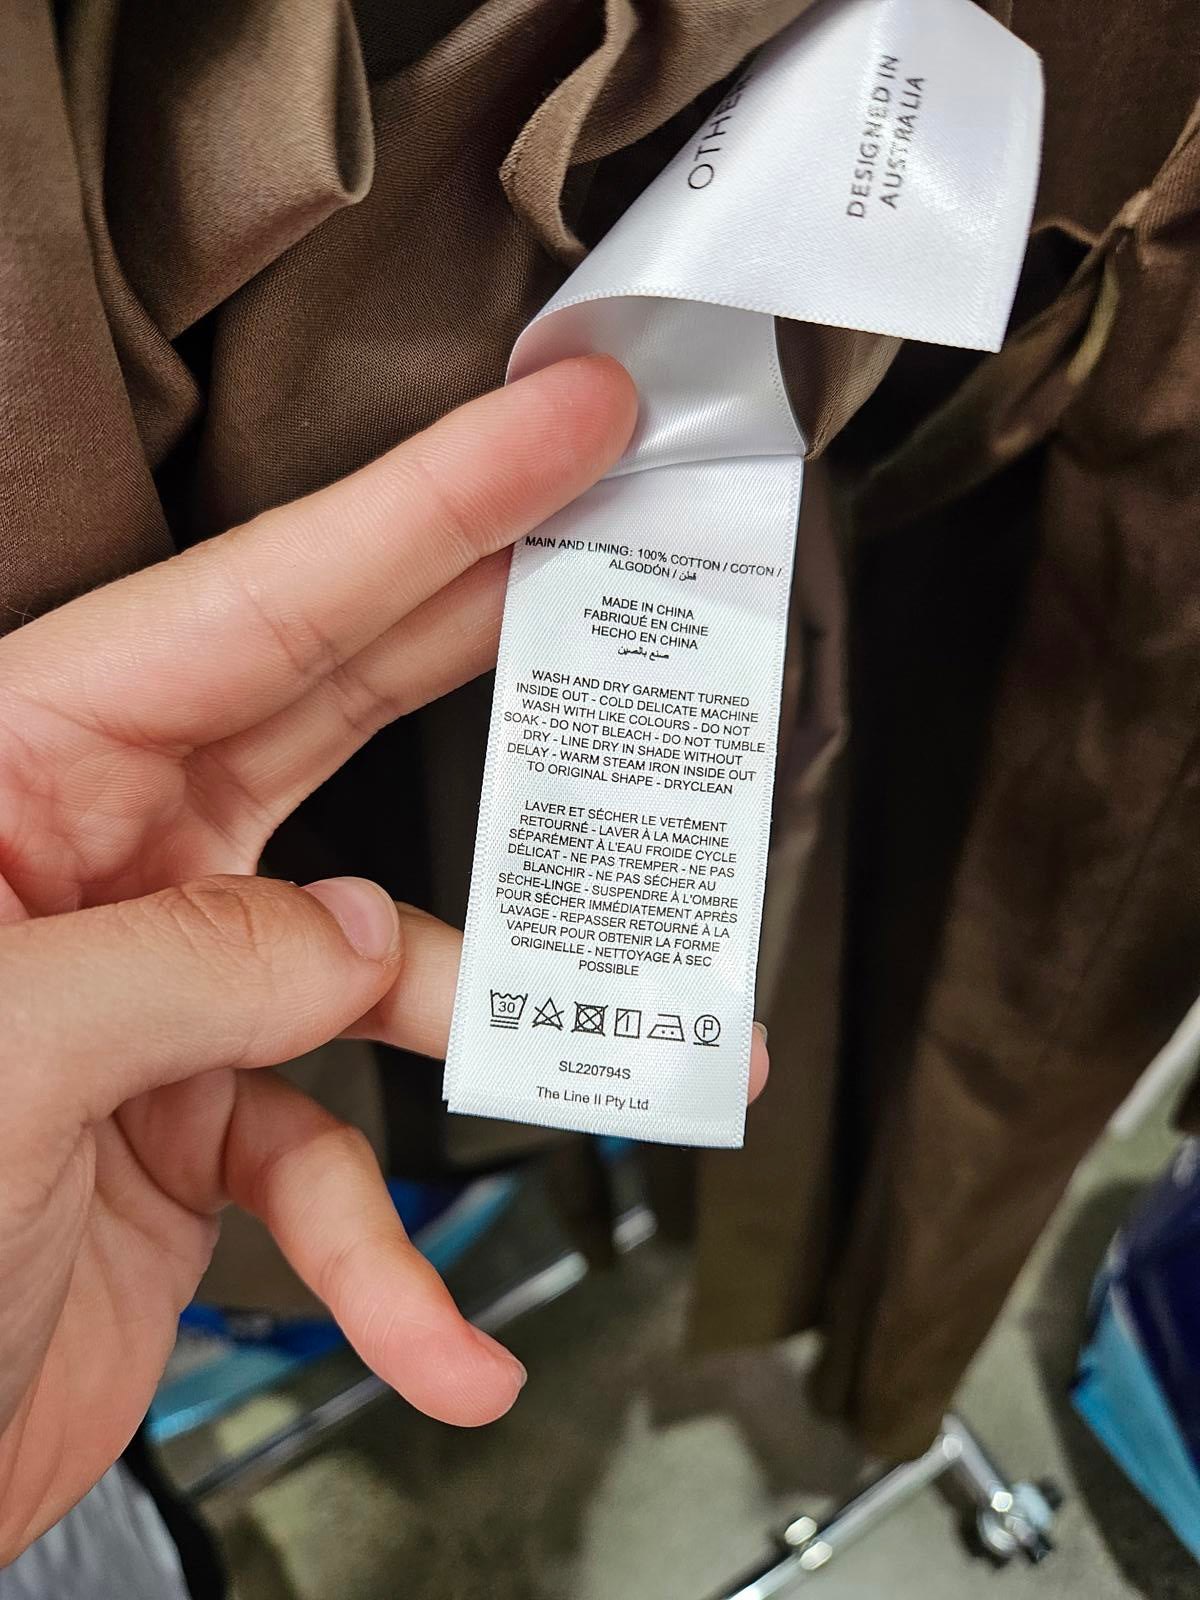 OTHER
DESIGNED IN
AUSTRALIA
MAIN AND LINING: 100% COTTON / COTON /
ALGODÓN / قطن
MADE IN CHINA
FABRIQUÉ EN CHINE
HECHO EN CHINA
صنع بالصين
WASH AND DRY GARMENT TURNED
INSIDE OUT - COLD DELICATE MACHINE
WASH WITH LIKE COLOURS - DO NOT
SOAK - DO NOT BLEACH - DO NOT TUMBLE
DRY - LINE DRY IN SHADE WITHOUT
DELAY - WARM STEAM IRON INSIDE OUT
TO ORIGINAL SHAPE - DRYCLEAN
LAVER ET SÉCHER LE VETÊMENT
RETOURNÉ - LAVER À LA MACHINE
SÉPARÉMENT À L'EAU FROIDE CYCLE
DÉLICAT - NE PAS TREMPER - NE PAS
BLANCHIR - NE PAS SÉCHER AU
SÈCHE-LINGE - SUSPENDRE À L'OMBRE
POUR SÉCHER IMMÉDIATEMENT APRÈS
LAVAGE - REPASSER RETOURNÉ À LA
VAPEUR POUR OBTENIR LA FORME
ORIGINELLE - NETTOYAGE À SEC
POSSIBLE
30 P
SL220794S
The Line II Pty Ltd